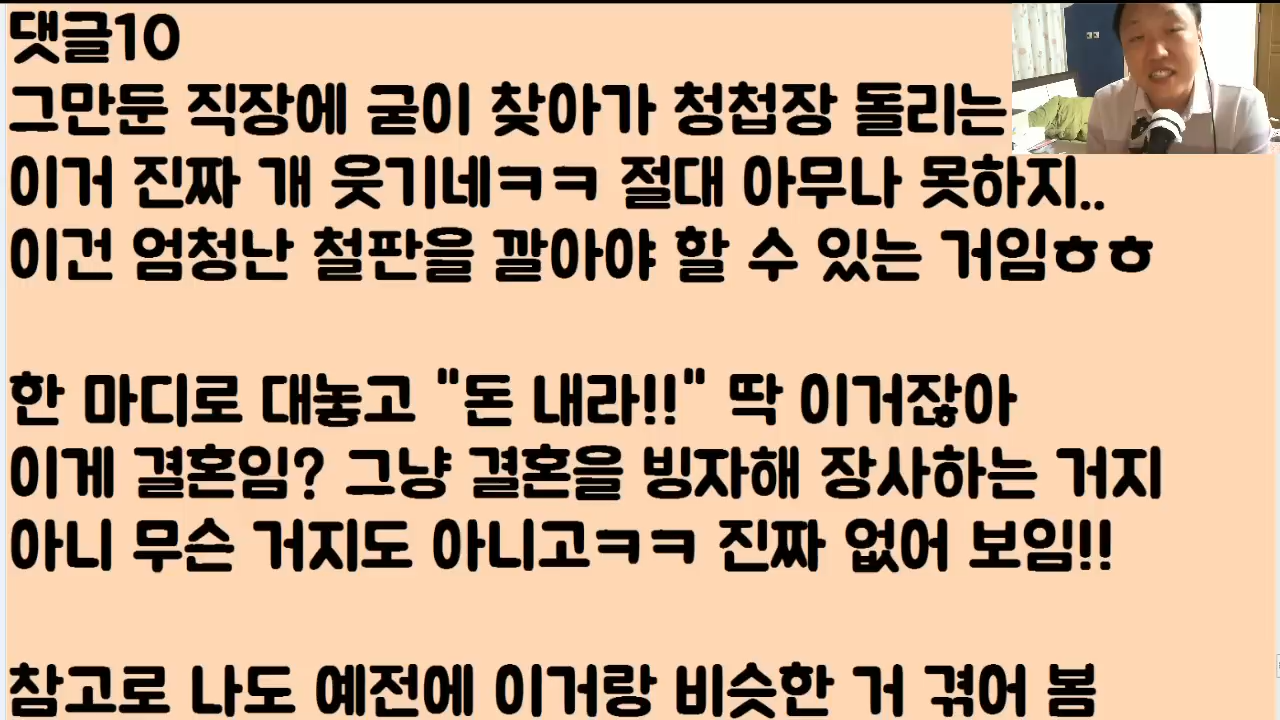 댓글10
그만둔 직장에 굳이 찾아가 청첩장 돌리는
이거 진짜 개 웃기네ㅋㅋ 절대 아무나 못하지..
이건 엄청난 철판을 깔아야 할 수 있는 거임ㅎㅎ
한 마디로 대놓고 "돈 내라!!" 딱 이거잖아
이게 결혼임? 그냥 결혼을 빙자해 장사하는 거지
아니 무슨 거지도 아니고ㅋㅋ 진짜 없어 보임!!
참고로 나도 예전에 이거랑 비슷한 거 겪어 봄